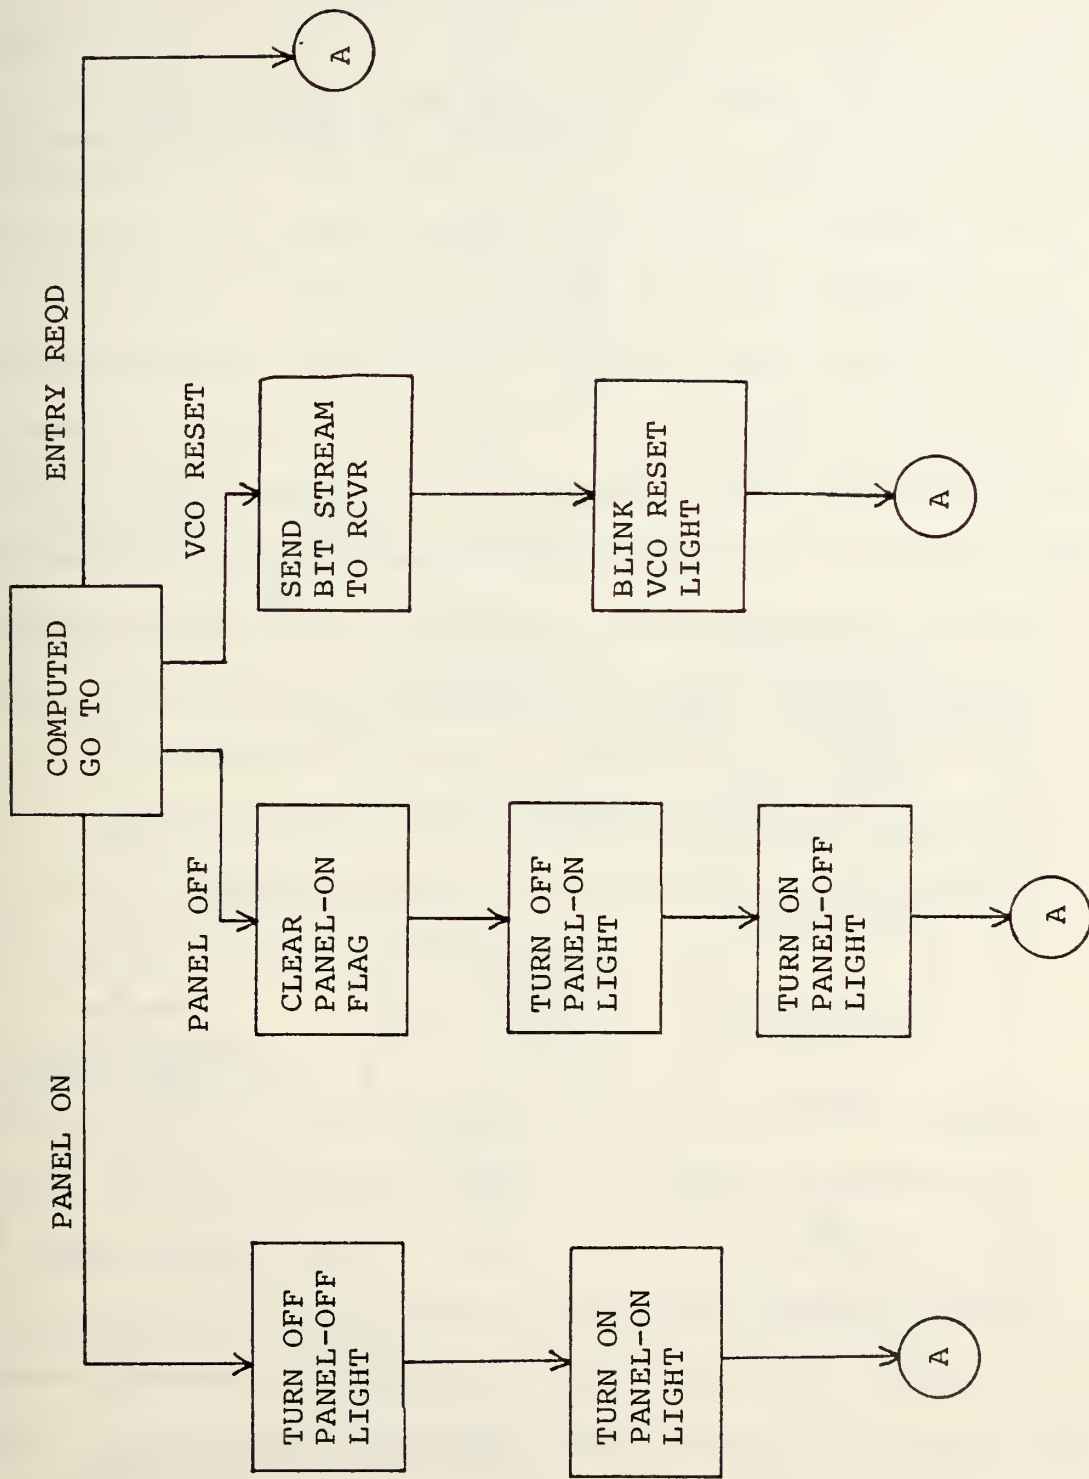 COMPUTED
GO TO
PANEL ON
PANEL OFF
VCO RESET
ENTRY REQD
TURN OFF
PANEL-OFF
LIGHT
TURN ON
PANEL-ON
LIGHT
A
CLEAR
PANEL-ON
FLAG
TURN OFF
PANEL-ON
LIGHT
TURN ON
PANEL-OFF
LIGHT
A
SEND
BIT STREAM
TO RCVR
BLINK
VCO RESET
LIGHT
A
A